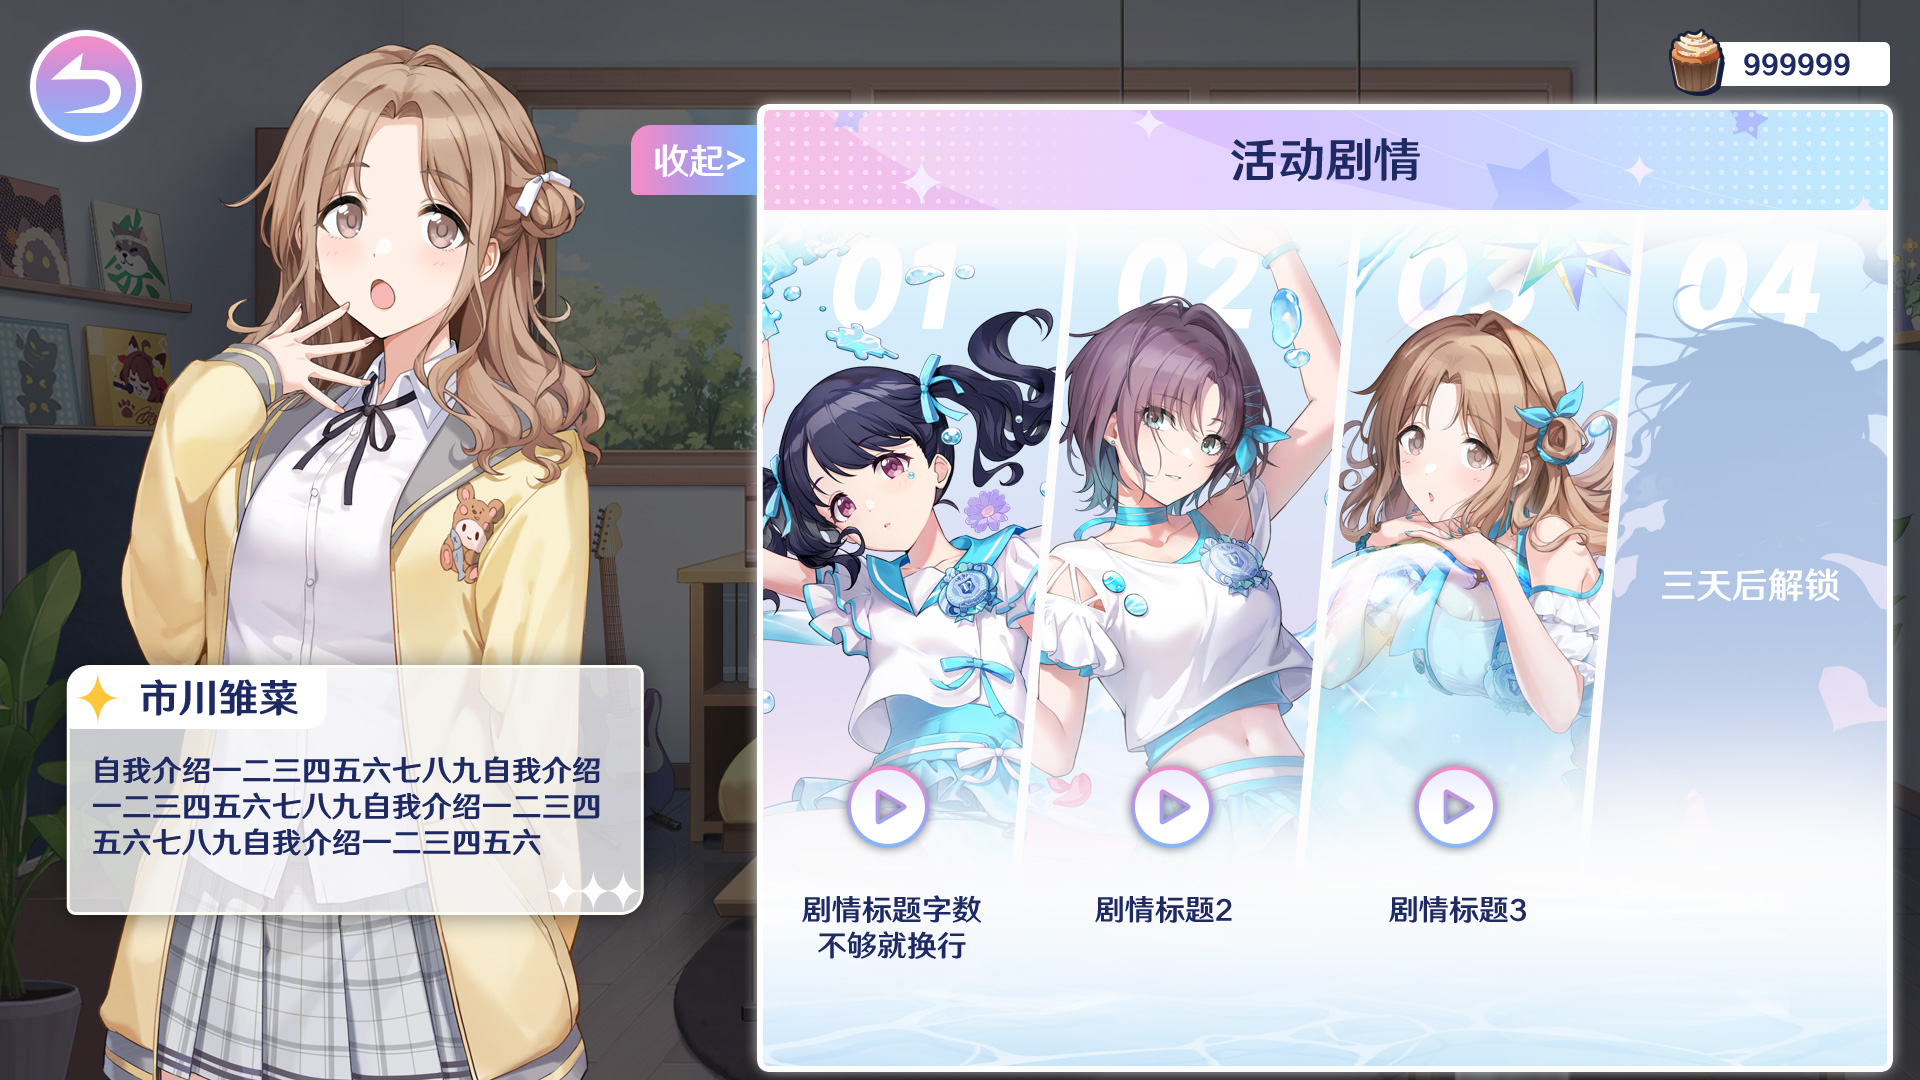 999999
收起>
活动剧情
01
02
03
04
三天后解锁
市川雏菜
自我介绍一二三四五六七八九自我介绍
一二三四五六七八九自我介绍一二三四
五六七八九自我介绍一二三四五六
剧情标题字数
不够就换行
剧情标题2
剧情标题3